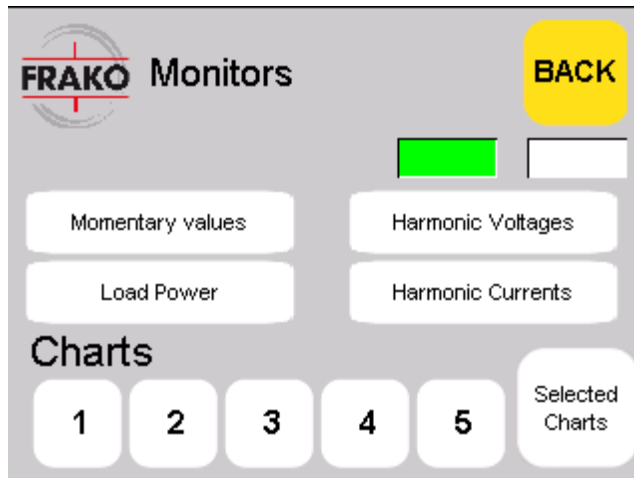 FRAKO Monitors BACK
Momentary values Harmonic Voltages
Load Power Harmonic Currents
Charts
1 2 3 4 5 Selected
Charts